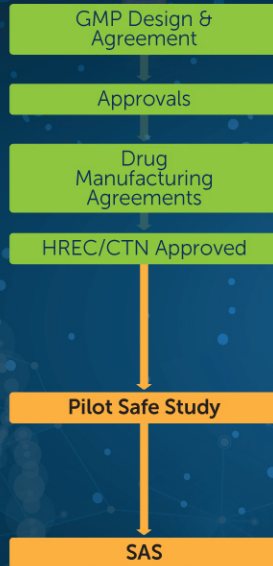 GMP Design &
Agreement
Approvals
Drug
Manufacturing
Agreements
HREC/CTN Approved
Pilot Safe Study
SAS